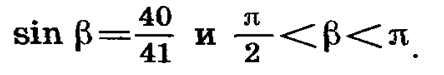 sin β = 40/41 и π/2 < β < π.